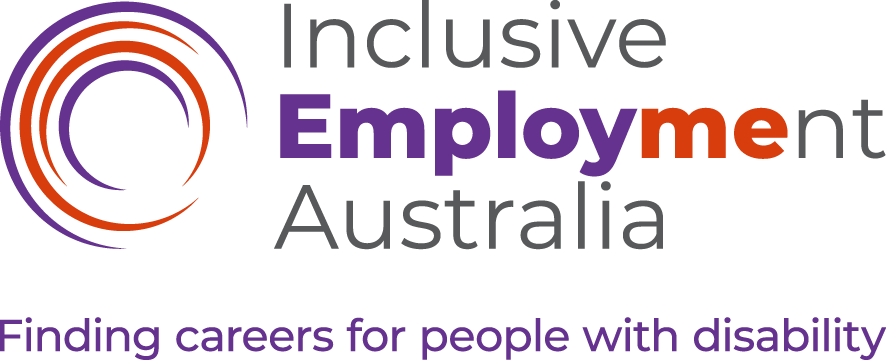 Inclusive
Employment
Australia
Finding careers for people with disability